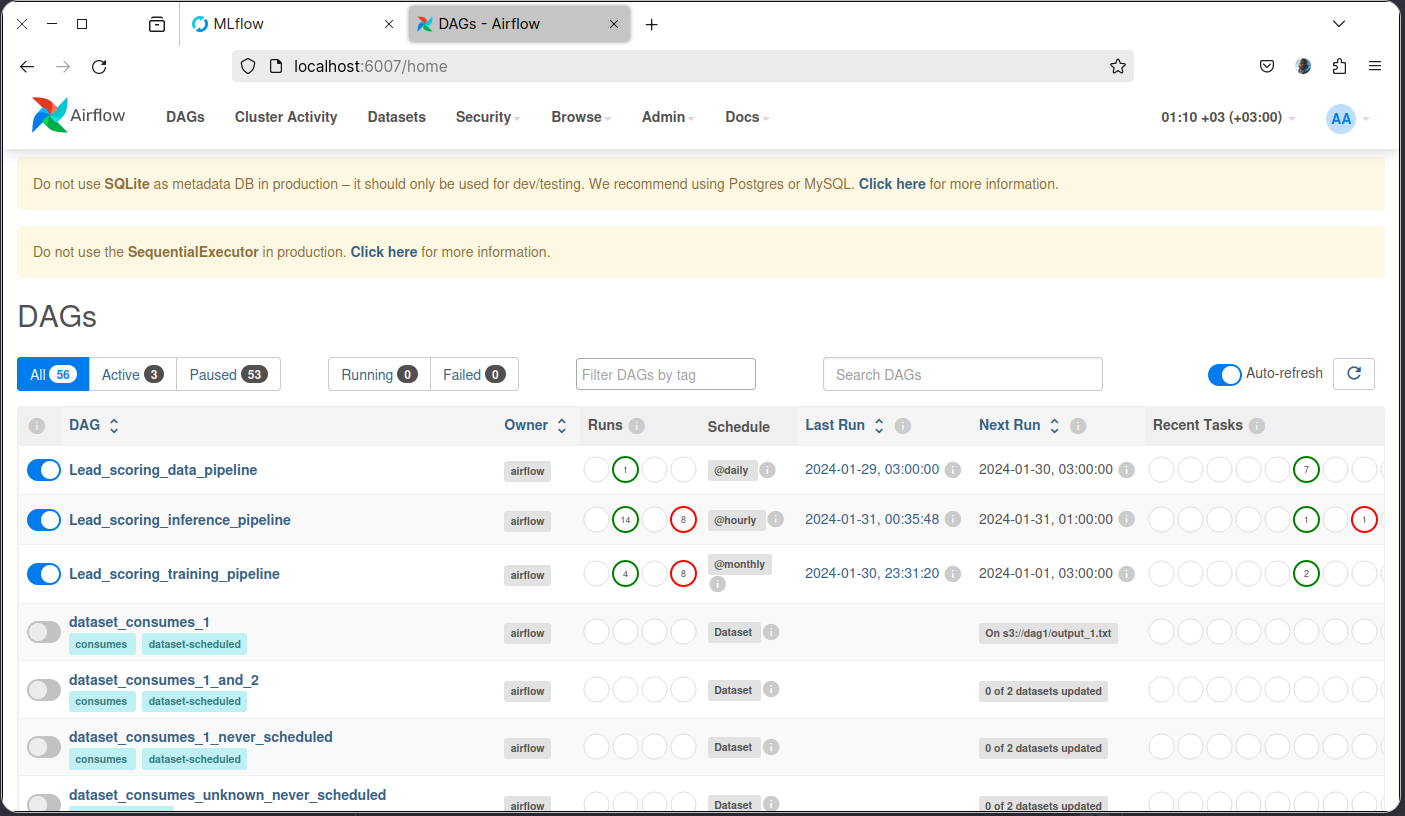 MLflow
DAGs - Airflow
localhost:6007/home
Airflow DAGs Cluster Activity Datasets Security Browse Admin Docs 01:10 +03 (+03:00) AA
Do not use SQLite as metadata DB in production – it should only be used for dev/testing. We recommend using Postgres or MySQL. Click here for more information.
Do not use the SequentialExecutor in production. Click here for more information.
DAGs
All 56 Active 3 Paused 53 Running 0 Failed 0 Filter DAGs by tag Search DAGs Auto-refresh
DAG Owner Runs Schedule Last Run Next Run Recent Tasks
Lead_scoring_data_pipeline airflow 1 @daily 2024-01-29, 03:00:00 2024-01-30, 03:00:00 7
Lead_scoring_inference_pipeline airflow 14 8 @hourly 2024-01-31, 00:35:48 2024-01-31, 01:00:00 1 1
Lead_scoring_training_pipeline airflow 4 8 @monthly 2024-01-30, 23:31:20 2024-01-01, 03:00:00 2
dataset_consumes_1 airflow Dataset On s3://dag1/output_1.txt
consumes dataset-scheduled
dataset_consumes_1_and_2 airflow Dataset 0 of 2 datasets updated
consumes dataset-scheduled
dataset_consumes_1_never_scheduled airflow Dataset 0 of 2 datasets updated
consumes dataset-scheduled
dataset_consumes_unknown_never_scheduled airflow Dataset 0 of 2 datasets updated